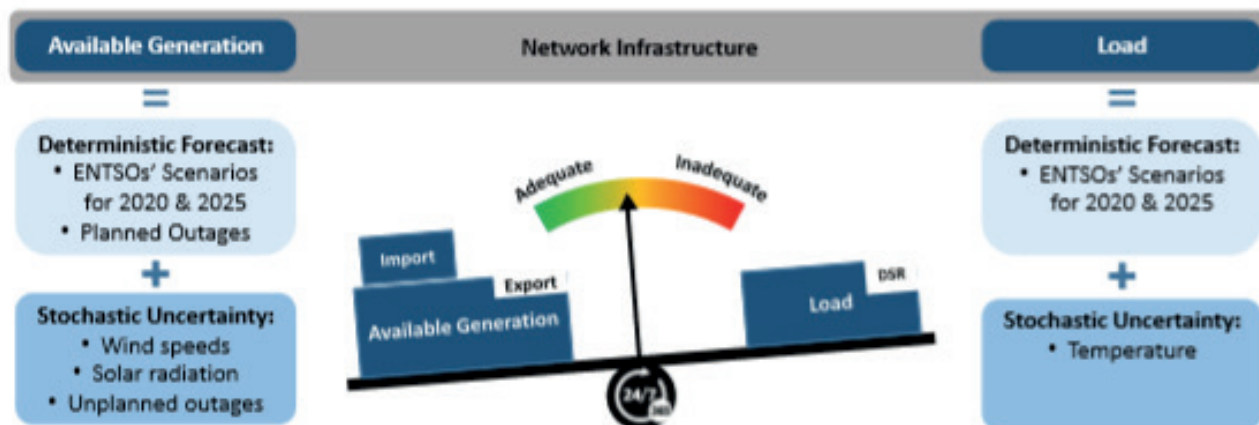 Available Generation
Network Infrastructure
Load
=
=
Deterministic Forecast:
• ENTSOs' Scenarios
for 2020 & 2025
• Planned Outages
+
Stochastic Uncertainty:
• Wind speeds
• Solar radiation
• Unplanned outages
Adequate
Inadequate
Import
Export
Available Generation
DSR
Load
24/7
365
Deterministic Forecast:
• ENTSOs' Scenarios
for 2020 & 2025
+
Stochastic Uncertainty:
• Temperature